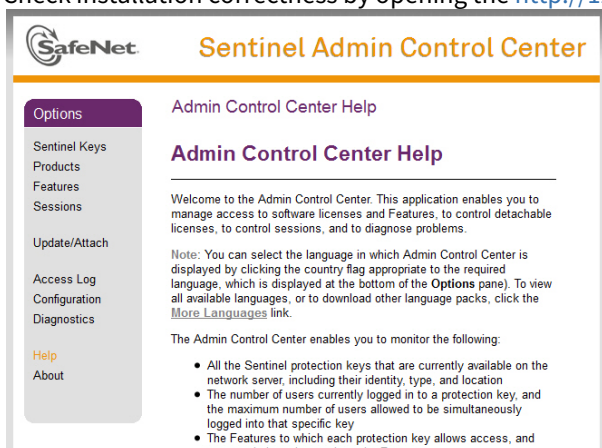 Check installation correctness by opening the http://1
SafeNet.
Sentinel Admin Control Center
Options
Sentinel Keys
Products
Features
Sessions
Update/Attach
Access Log
Configuration
Diagnostics
Help
About
Admin Control Center Help
Admin Control Center Help
Welcome to the Admin Control Center. This application enables you to
manage access to software licenses and Features, to control detachable
licenses, to control sessions, and to diagnose problems.
Note: You can select the language in which Admin Control Center is
displayed by clicking the country flag appropriate to the required
language, which is displayed at the bottom of the Options pane). To view
all available languages, or to download other language packs, click the
More Languages link.
The Admin Control Center enables you to monitor the following:
• All the Sentinel protection keys that are currently available on the
network server, including their identity, type, and location
• The number of users currently logged in to a protection key, and
the maximum number of users allowed to be simultaneously
logged into that specific key
• The Features to which each protection key allows access, and